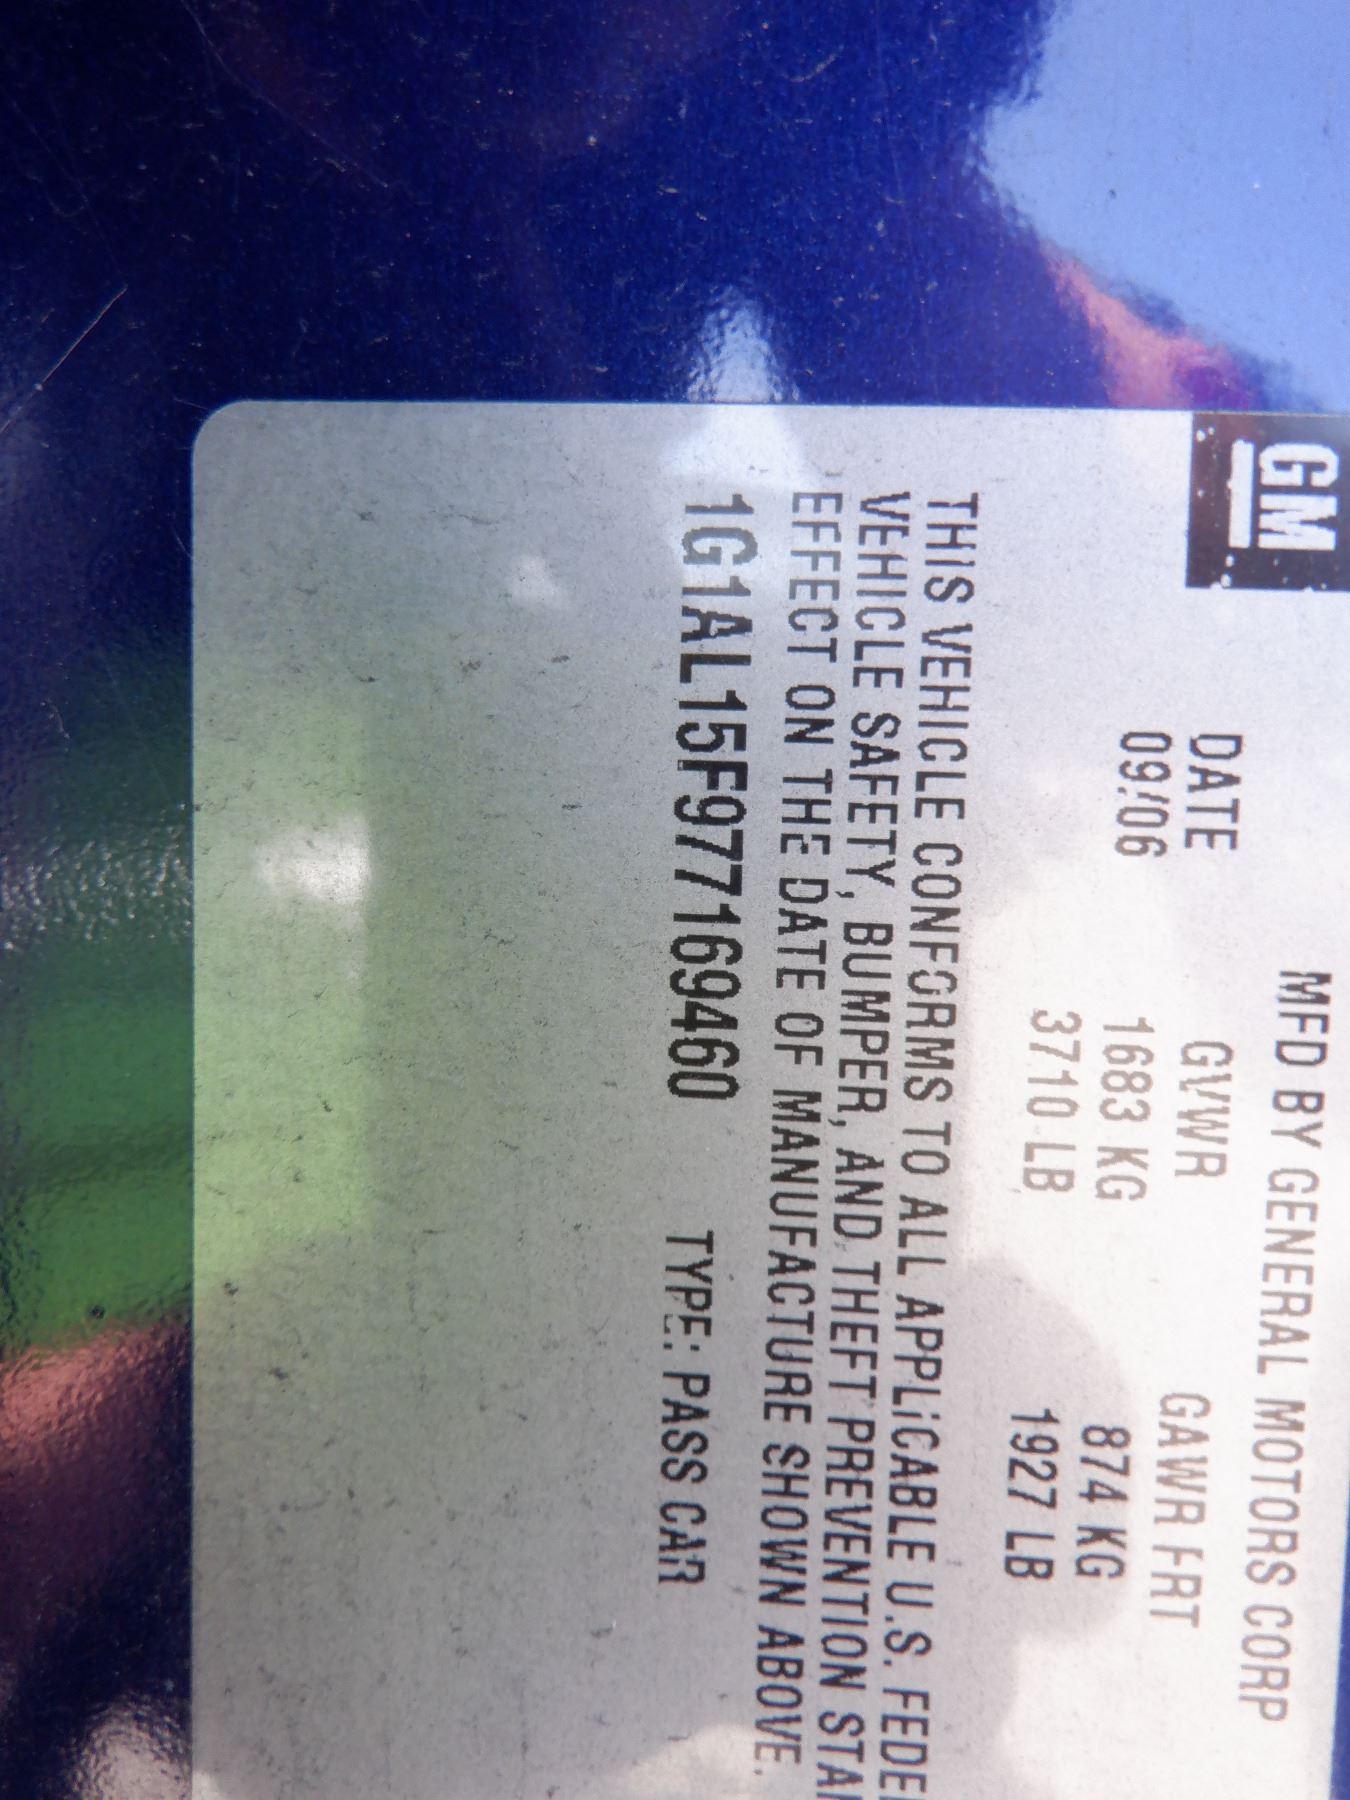 GM
MFD BY GENERAL MOTORS CORP
DATE GVWR GAWR FRT
09/06 1683 KG 874 KG
3710 LB 1927 LB
THIS VEHICLE CONFORMS TO ALL APPLICABLE U.S. FEDE
VEHICLE SAFETY, BUMPER, AND THEFT PREVENTION STA
EFFECT ON THE DATE OF MANUFACTURE SHOWN ABOVE.
1G1AL15F977169460 TYPE: PASS CAR